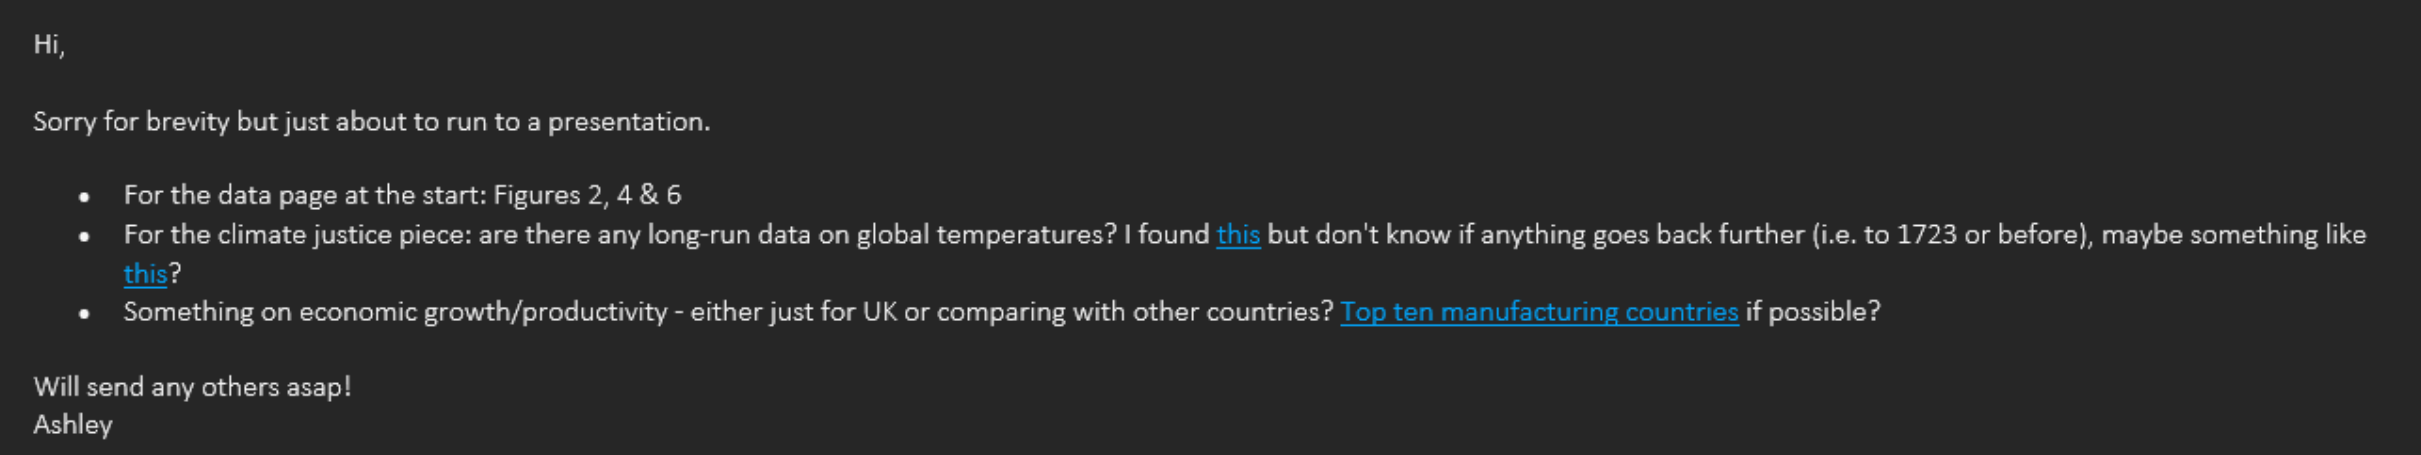 Hi,
Sorry for brevity but just about to run to a presentation.
• For the data page at the start: Figures 2, 4 & 6
• For the climate justice piece: are there any long-run data on global temperatures? I found this but don't know if anything goes back further (i.e. to 1723 or before), maybe something like
this?
• Something on economic growth/productivity - either just for UK or comparing with other countries? Top ten manufacturing countries if possible?
Will send any others asap!
Ashley